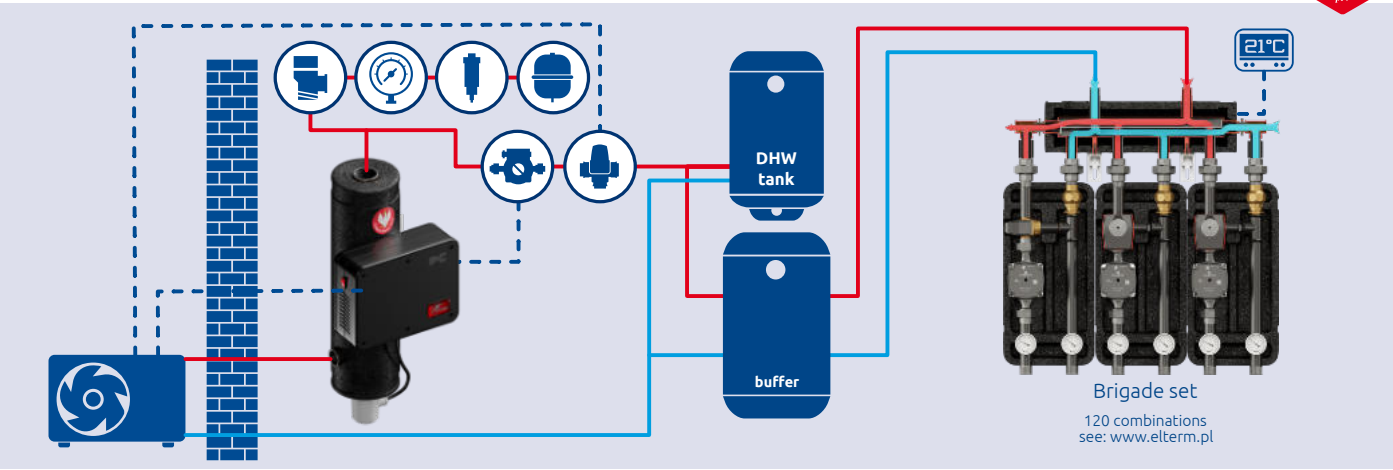 21°C
DHW
tank
buffer
Brigade set
120 combinations
see: www.elterm.pl